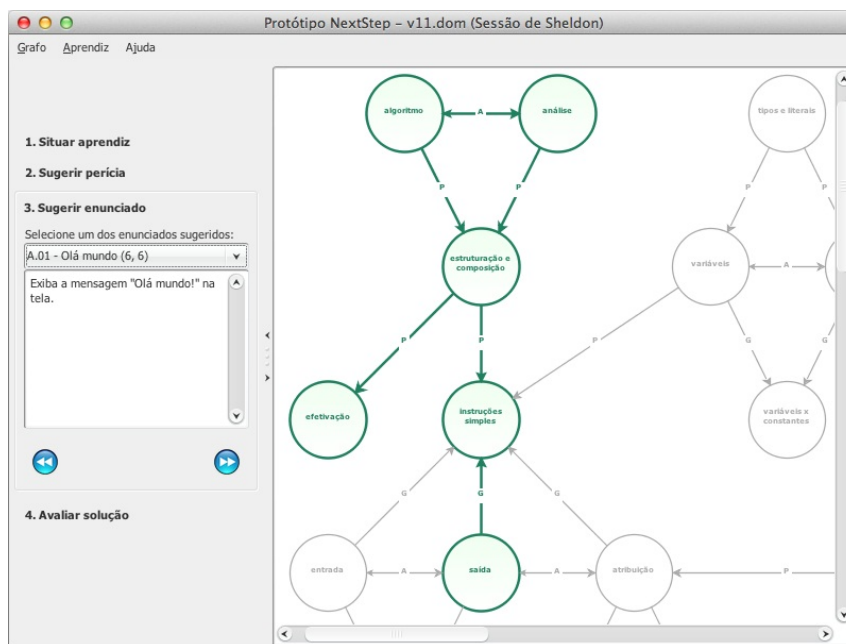 Protótipo NextStep – v11.dom (Sessão de Sheldon)
Grafo Aprendiz Ajuda
1. Situar aprendiz
2. Sugerir perícia
3. Sugerir enunciado
Selecione um dos enunciados sugeridos:
A.01 - Olá mundo (6, 6)
Exiba a mensagem "Olá mundo!" na
tela.
4. Avaliar solução
algoritmo
A
análise
tipos e literais
P
P
P
P
estruturação e
composição
variáveis
A
P
P
P
G
G
efetivação
instruções
simples
variáveis x
constantes
G
G
G
entrada
A
saída
A
atribuição
P